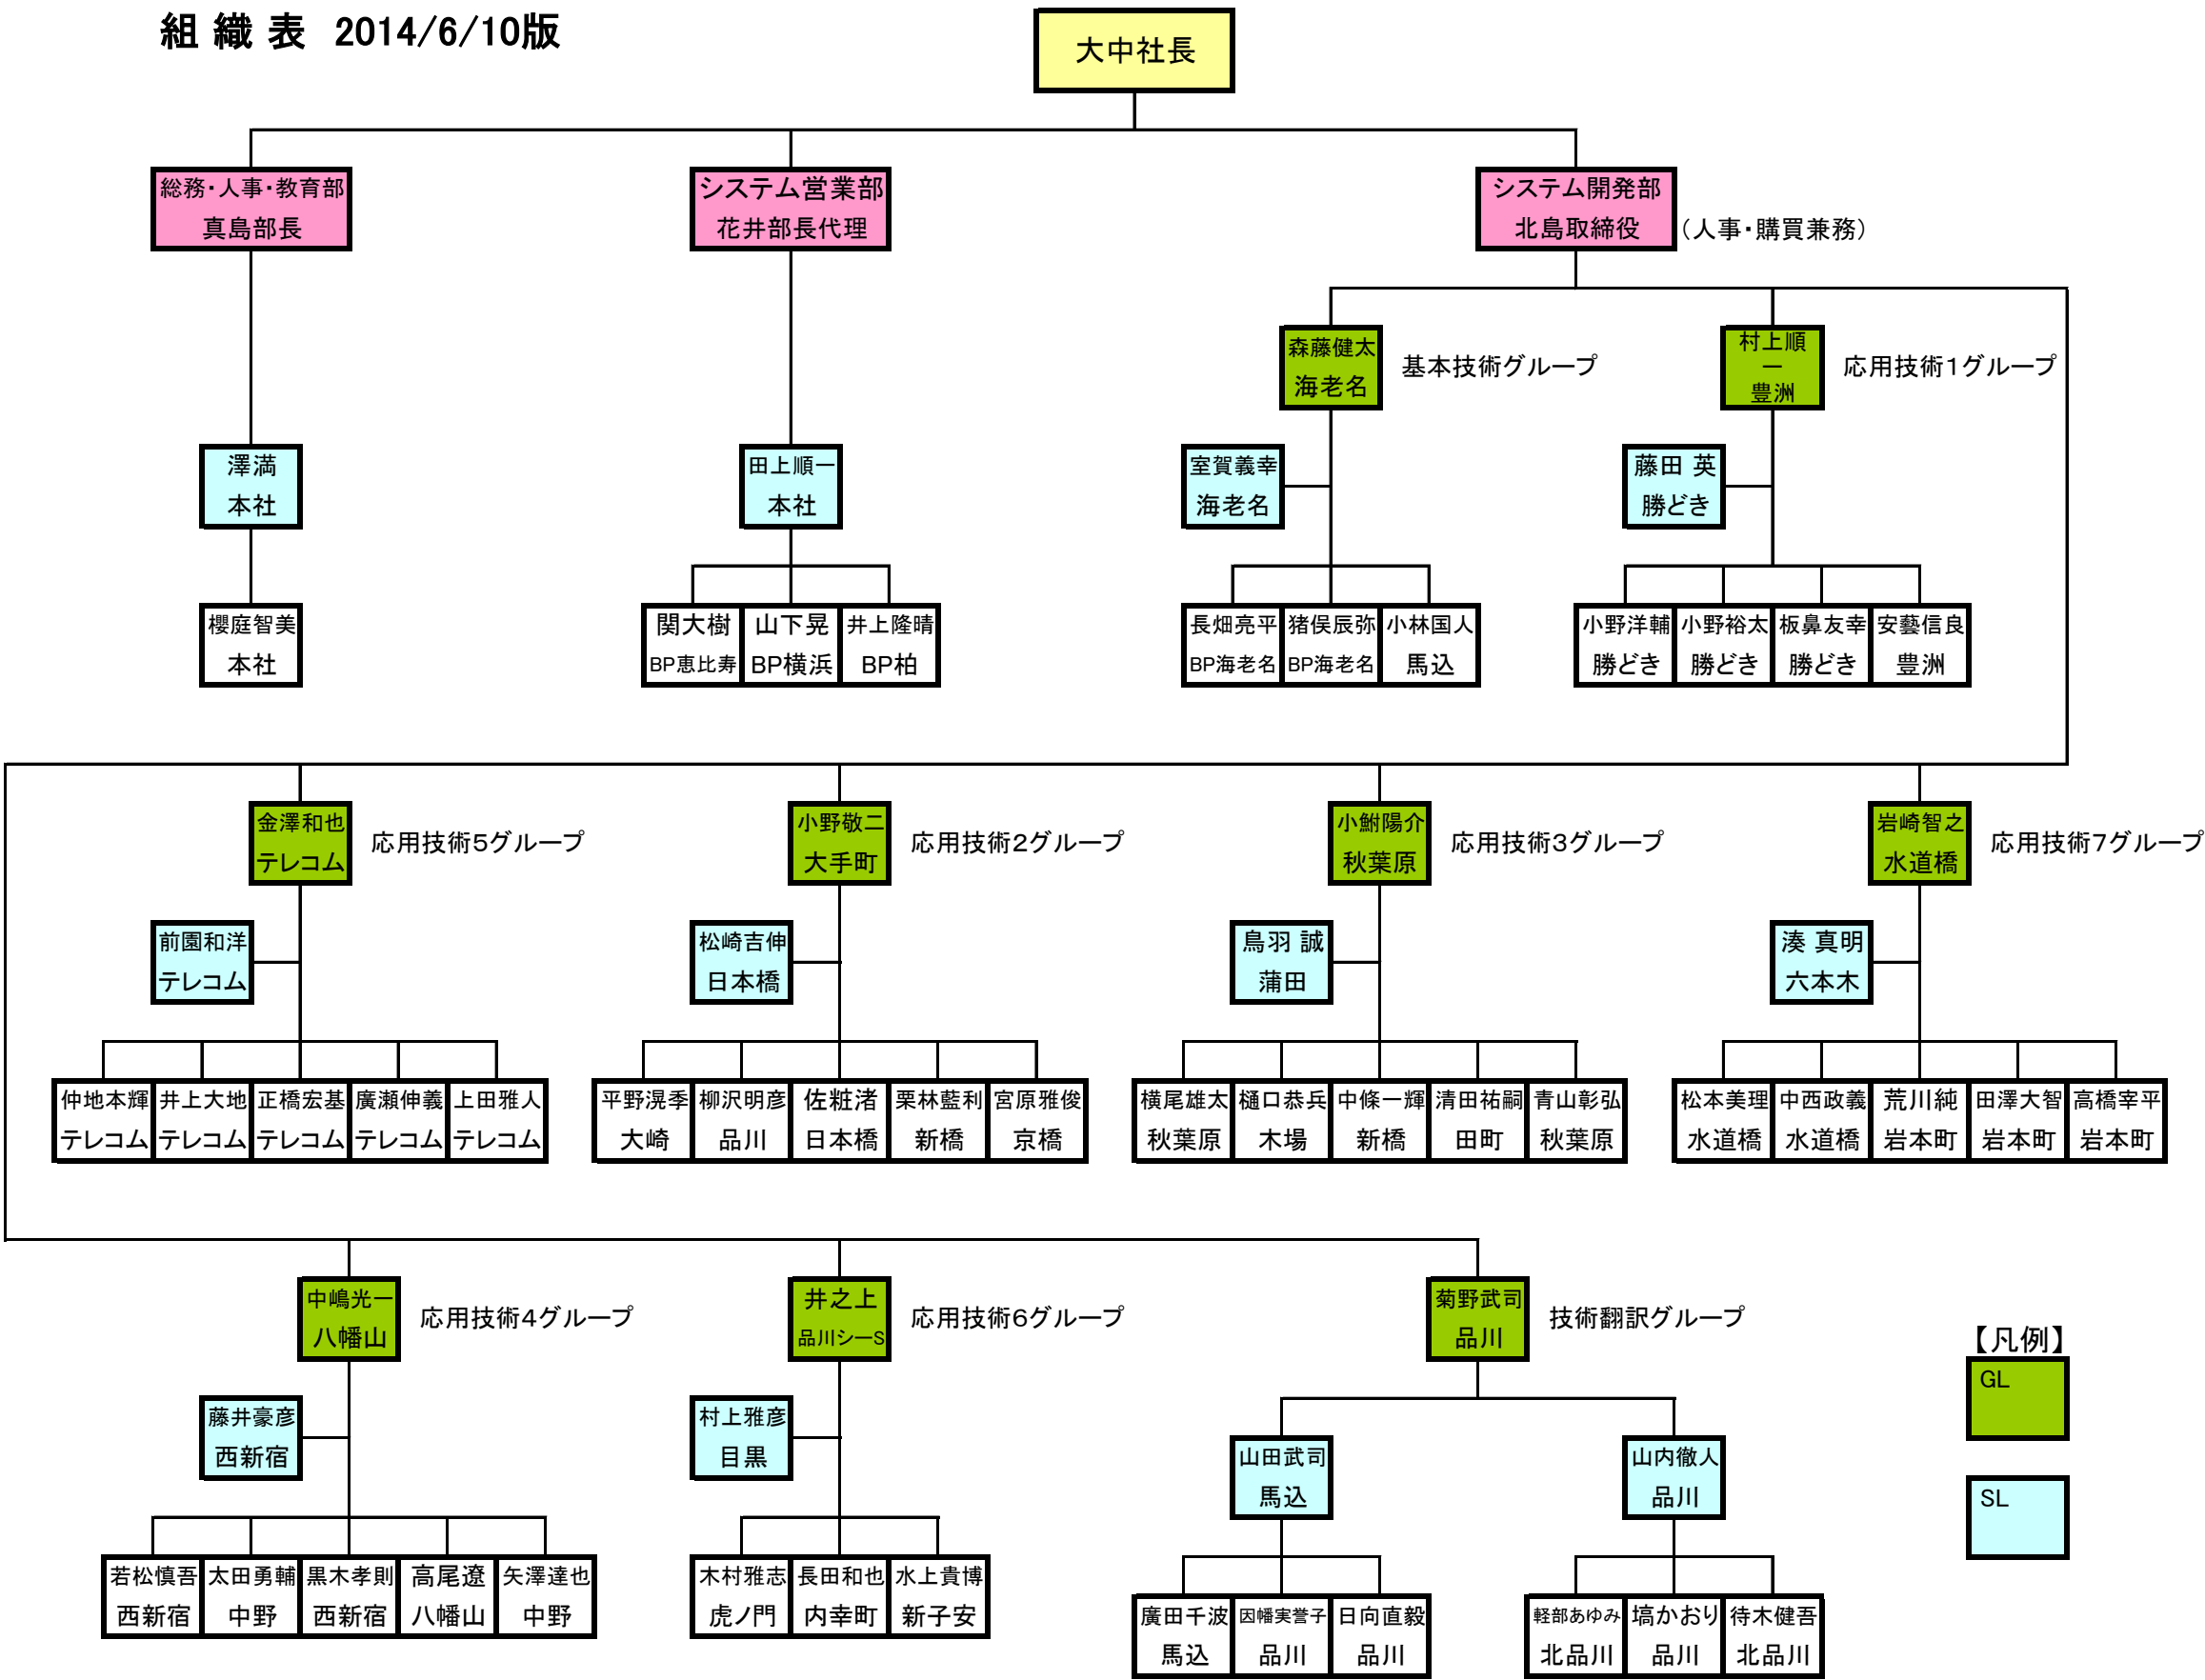 組 織 表 2014/6/10版
大中社長
総務・人事・教育部
真島部長
システム営業部
花井部長代理
システム開発部
北島取締役
(人事・購買兼務)
森藤健太
海老名
基本技術グループ
村上順
一
豊洲
応用技術1グループ
澤満
本社
田上順一
本社
室賀義幸
海老名
藤田 英
勝どき
櫻庭智美
本社
関大樹
BP恵比寿
山下晃
BP横浜
井上隆晴
BP柏
長畑亮平
BP海老名
猪俣辰弥
BP海老名
小林国人
馬込
小野洋輔
勝どき
小野裕太
勝どき
板鼻友幸
勝どき
安藝信良
豊洲
金澤和也
テレコム
応用技術5グループ
小野敬二
大手町
応用技術2グループ
小鮒陽介
秋葉原
応用技術3グループ
岩崎智之
水道橋
応用技術7グループ
前園和洋
テレコム
松崎吉伸
日本橋
鳥羽 誠
蒲田
湊 真明
六本木
仲地本輝
テレコム
井上大地
テレコム
正橋宏基
テレコム
廣瀬伸義
テレコム
上田雅人
テレコム
平野滉季
大崎
柳沢明彦
品川
佐粧渚
日本橋
栗林藍利
新橋
宮原雅俊
京橋
横尾雄太
秋葉原
樋口恭兵
木場
中條一輝
新橋
清田祐嗣
田町
青山彰弘
秋葉原
松本美理
水道橋
中西政義
水道橋
荒川純
岩本町
田澤大智
岩本町
高橋宰平
岩本町
中嶋光一
八幡山
応用技術4グループ
井之上
品川シーS
応用技術6グループ
菊野武司
品川
技術翻訳グループ
【凡例】
GL
SL
藤井豪彦
西新宿
村上雅彦
目黒
山田武司
馬込
山内徹人
品川
若松慎吾
西新宿
太田勇輔
中野
黒木孝則
西新宿
高尾遼
八幡山
矢澤達也
中野
木村雅志
虎ノ門
長田和也
内幸町
水上貴博
新子安
廣田千波
馬込
因幡実誉子
品川
日向直毅
品川
軽部あゆみ
北品川
塙かおり
品川
待木健吾
北品川